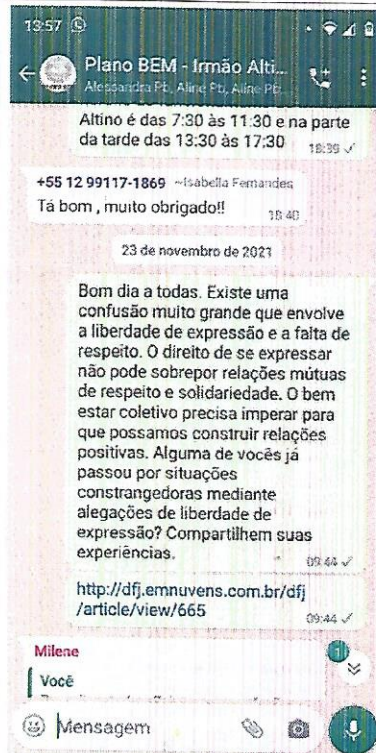 13:57
Plano BEM - Irmão Alti...
Alessandra Pb, Aline Pb, Aline Pb,
Altino é das 7:30 às 11:30 e na parte
da tarde das 13:30 às 17:30 18:39
+55 12 99117-1869 ~Isabella Fernandes
Tá bom , muito obrigado!! 18:40
23 de novembro de 2021
Bom dia a todas. Existe uma
confusão muito grande que envolve
a liberdade de expressão e a falta de
respeito. O direito de se expressar
não pode sobrepor relações mútuas
de respeito e solidariedade. O bem
estar coletivo precisa imperar para
que possamos construir relações
positivas. Alguma de vocês já
passou por situações
constrangedoras mediante
alegações de liberdade de
expressão? Compartilhem suas
experiências. 09:44
http://dfj.emnuvens.com.br/dfj
/article/view/665 09:44
Milene
1
Você
Mensagem